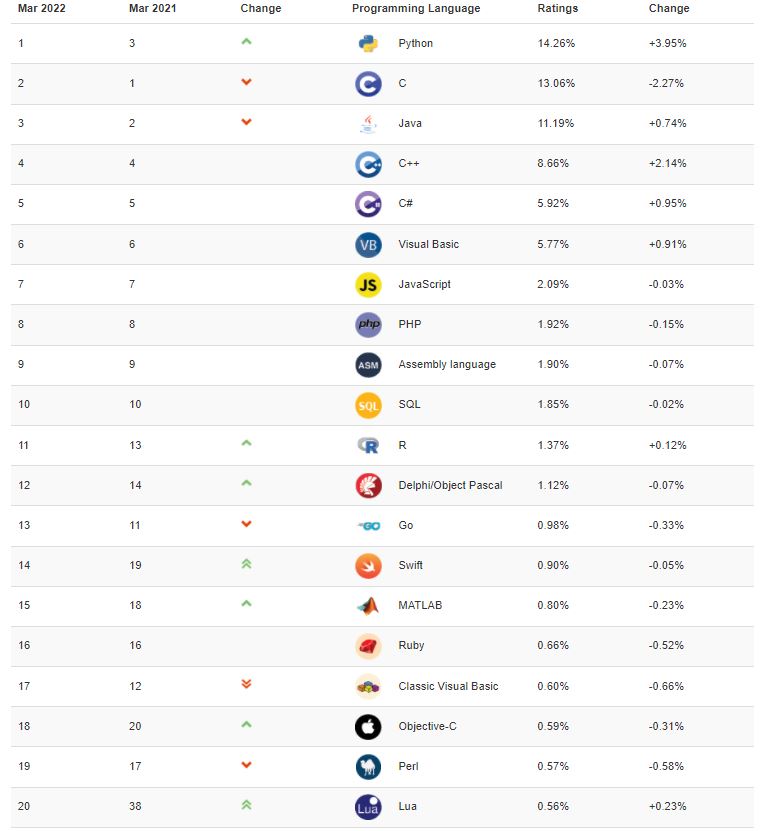 Mar 2022 Mar 2021 Change Programming Language Ratings Change
1 3 Python 14.26% +3.95%
2 1 C 13.06% -2.27%
3 2 Java 11.19% +0.74%
4 4 C++ 8.66% +2.14%
5 5 C# 5.92% +0.95%
6 6 VB Visual Basic 5.77% +0.91%
7 7 JS JavaScript 2.09% -0.03%
8 8 php PHP 1.92% -0.15%
9 9 ASM Assembly language 1.90% -0.07%
10 10 SQL SQL 1.85% -0.02%
11 13 R R 1.37% +0.12%
12 14 Delphi/Object Pascal 1.12% -0.07%
13 11 GO Go 0.98% -0.33%
14 19 Swift 0.90% -0.05%
15 18 MATLAB 0.80% -0.23%
16 16 Ruby 0.66% -0.52%
17 12 Classic Visual Basic 0.60% -0.66%
18 20 Objective-C 0.59% -0.31%
19 17 Perl 0.57% -0.58%
20 38 Lua Lua 0.56% +0.23%